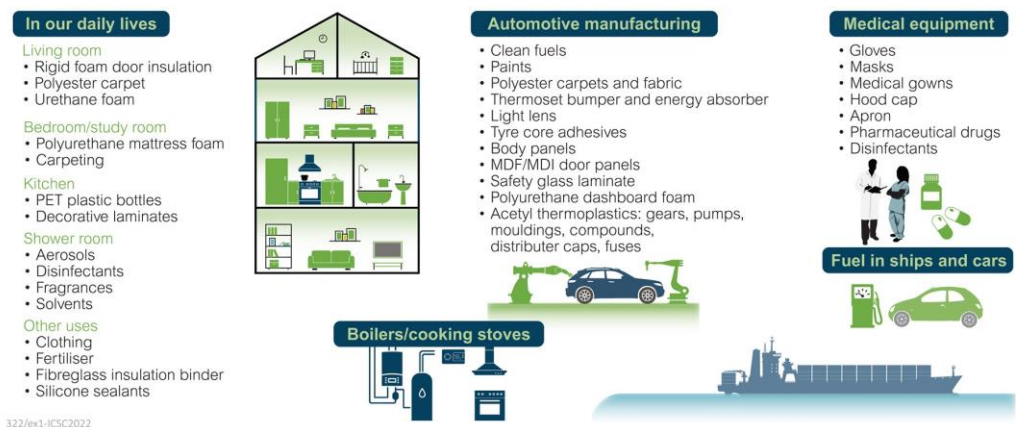 In our daily lives
Living room
• Rigid foam door insulation
• Polyester carpet
• Urethane foam
Bedroom/study room
• Polyurethane mattress foam
• Carpeting
Kitchen
• PET plastic bottles
• Decorative laminates
Shower room
• Aerosols
• Disinfectants
• Fragrances
• Solvents
Other uses
• Clothing
• Fertiliser
• Fibreglass insulation binder
• Silicone sealants
Automotive manufacturing
• Clean fuels
• Paints
• Polyester carpets and fabric
• Thermoset bumper and energy absorber
• Light lens
• Tyre core adhesives
• Body panels
• MDF/MDI door panels
• Safety glass laminate
• Polyurethane dashboard foam
• Acetyl thermoplastics: gears, pumps,
mouldings, compounds,
distributer caps, fuses
Boilers/cooking stoves
Medical equipment
• Gloves
• Masks
• Medical gowns
• Hood cap
• Apron
• Pharmaceutical drugs
• Disinfectants
Fuel in ships and cars
322/ex1-ICSC2022